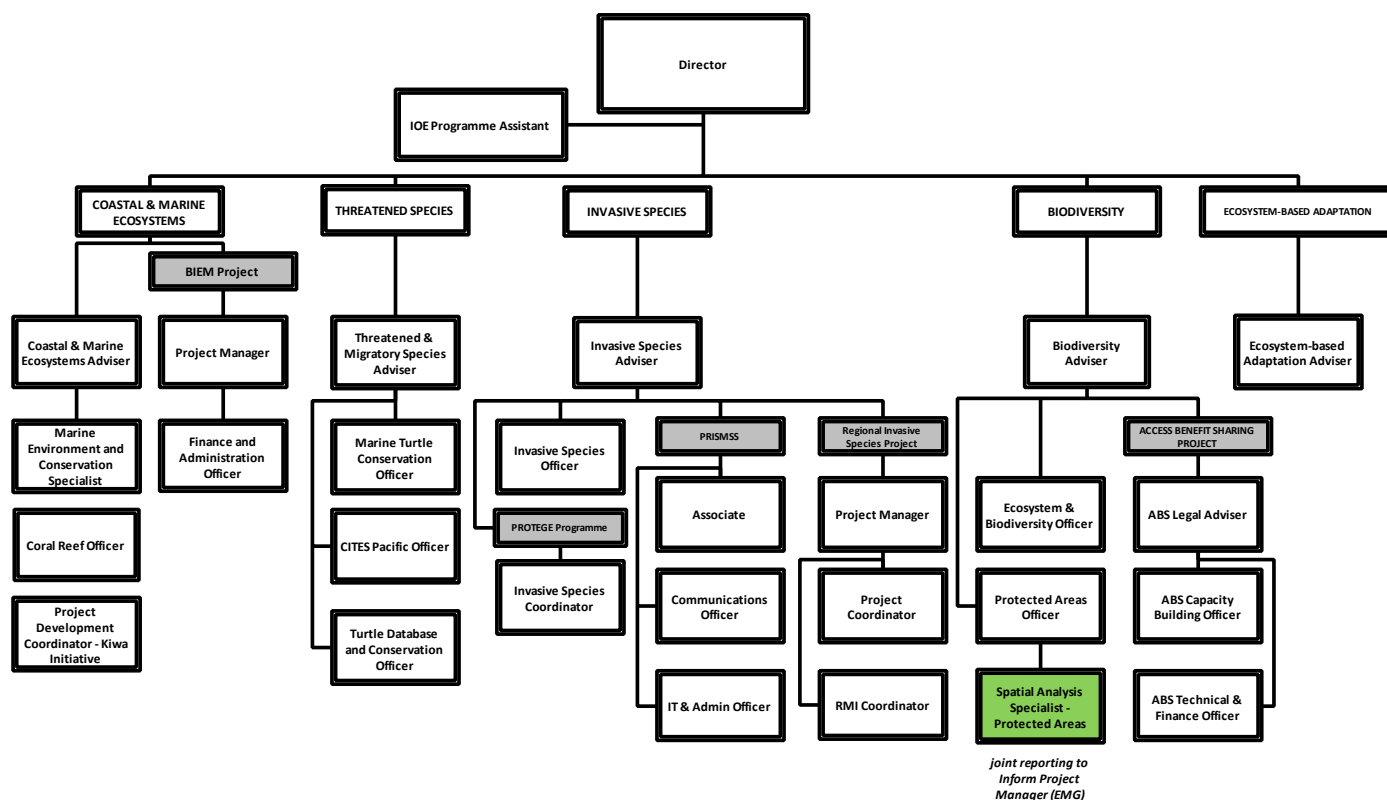 Director
IOE Programme Assistant
COASTAL & MARINE
ECOSYSTEMS
THREATENED SPECIES
INVASIVE SPECIES
BIODIVERSITY
ECOSYSTEM-BASED ADAPTATION
BIEM Project
Coastal & Marine
Ecosystems Adviser
Project Manager
Threatened &
Migratory Species
Adviser
Invasive Species
Adviser
Biodiversity
Adviser
Ecosystem-based
Adaptation Adviser
Marine
Environment and
Conservation
Specialist
Finance and
Administration
Officer
Marine Turtle
Conservation
Officer
Invasive Species
Officer
PRISMSS
Regional Invasive
Species Project
ACCESS BENEFIT SHARING
PROJECT
Associate
Project Manager
Ecosystem &
Biodiversity Officer
ABS Legal Adviser
Coral Reef Officer
CITES Pacific Officer
PROTEGE Programme
Invasive Species
Coordinator
Communications
Officer
Project
Coordinator
Protected Areas
Officer
ABS Capacity
Building Officer
Project
Development
Coordinator - Kiwa
Initiative
Turtle Database
and Conservation
Officer
IT & Admin Officer
RMI Coordinator
Spatial Analysis
Specialist -
Protected Areas
ABS Technical &
Finance Officer
joint reporting to
Inform Project
Manager (EMG)